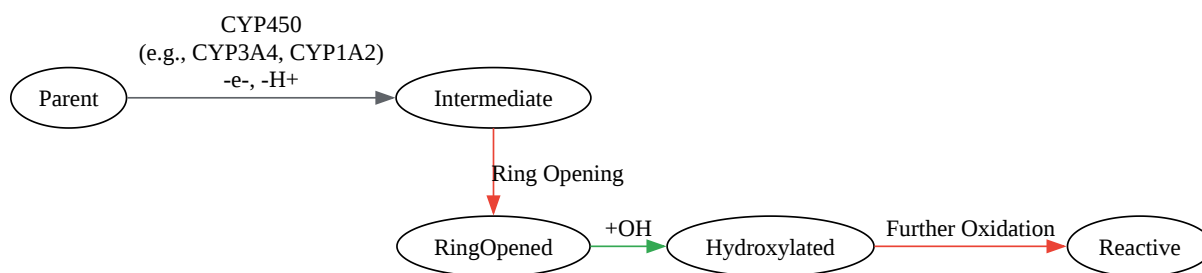 CYP450
(e.g., CYP3A4, CYP1A2)
-e-, -H+
Parent
Intermediate
Ring Opening
RingOpened
+OH
Hydroxylated
Further Oxidation
Reactive